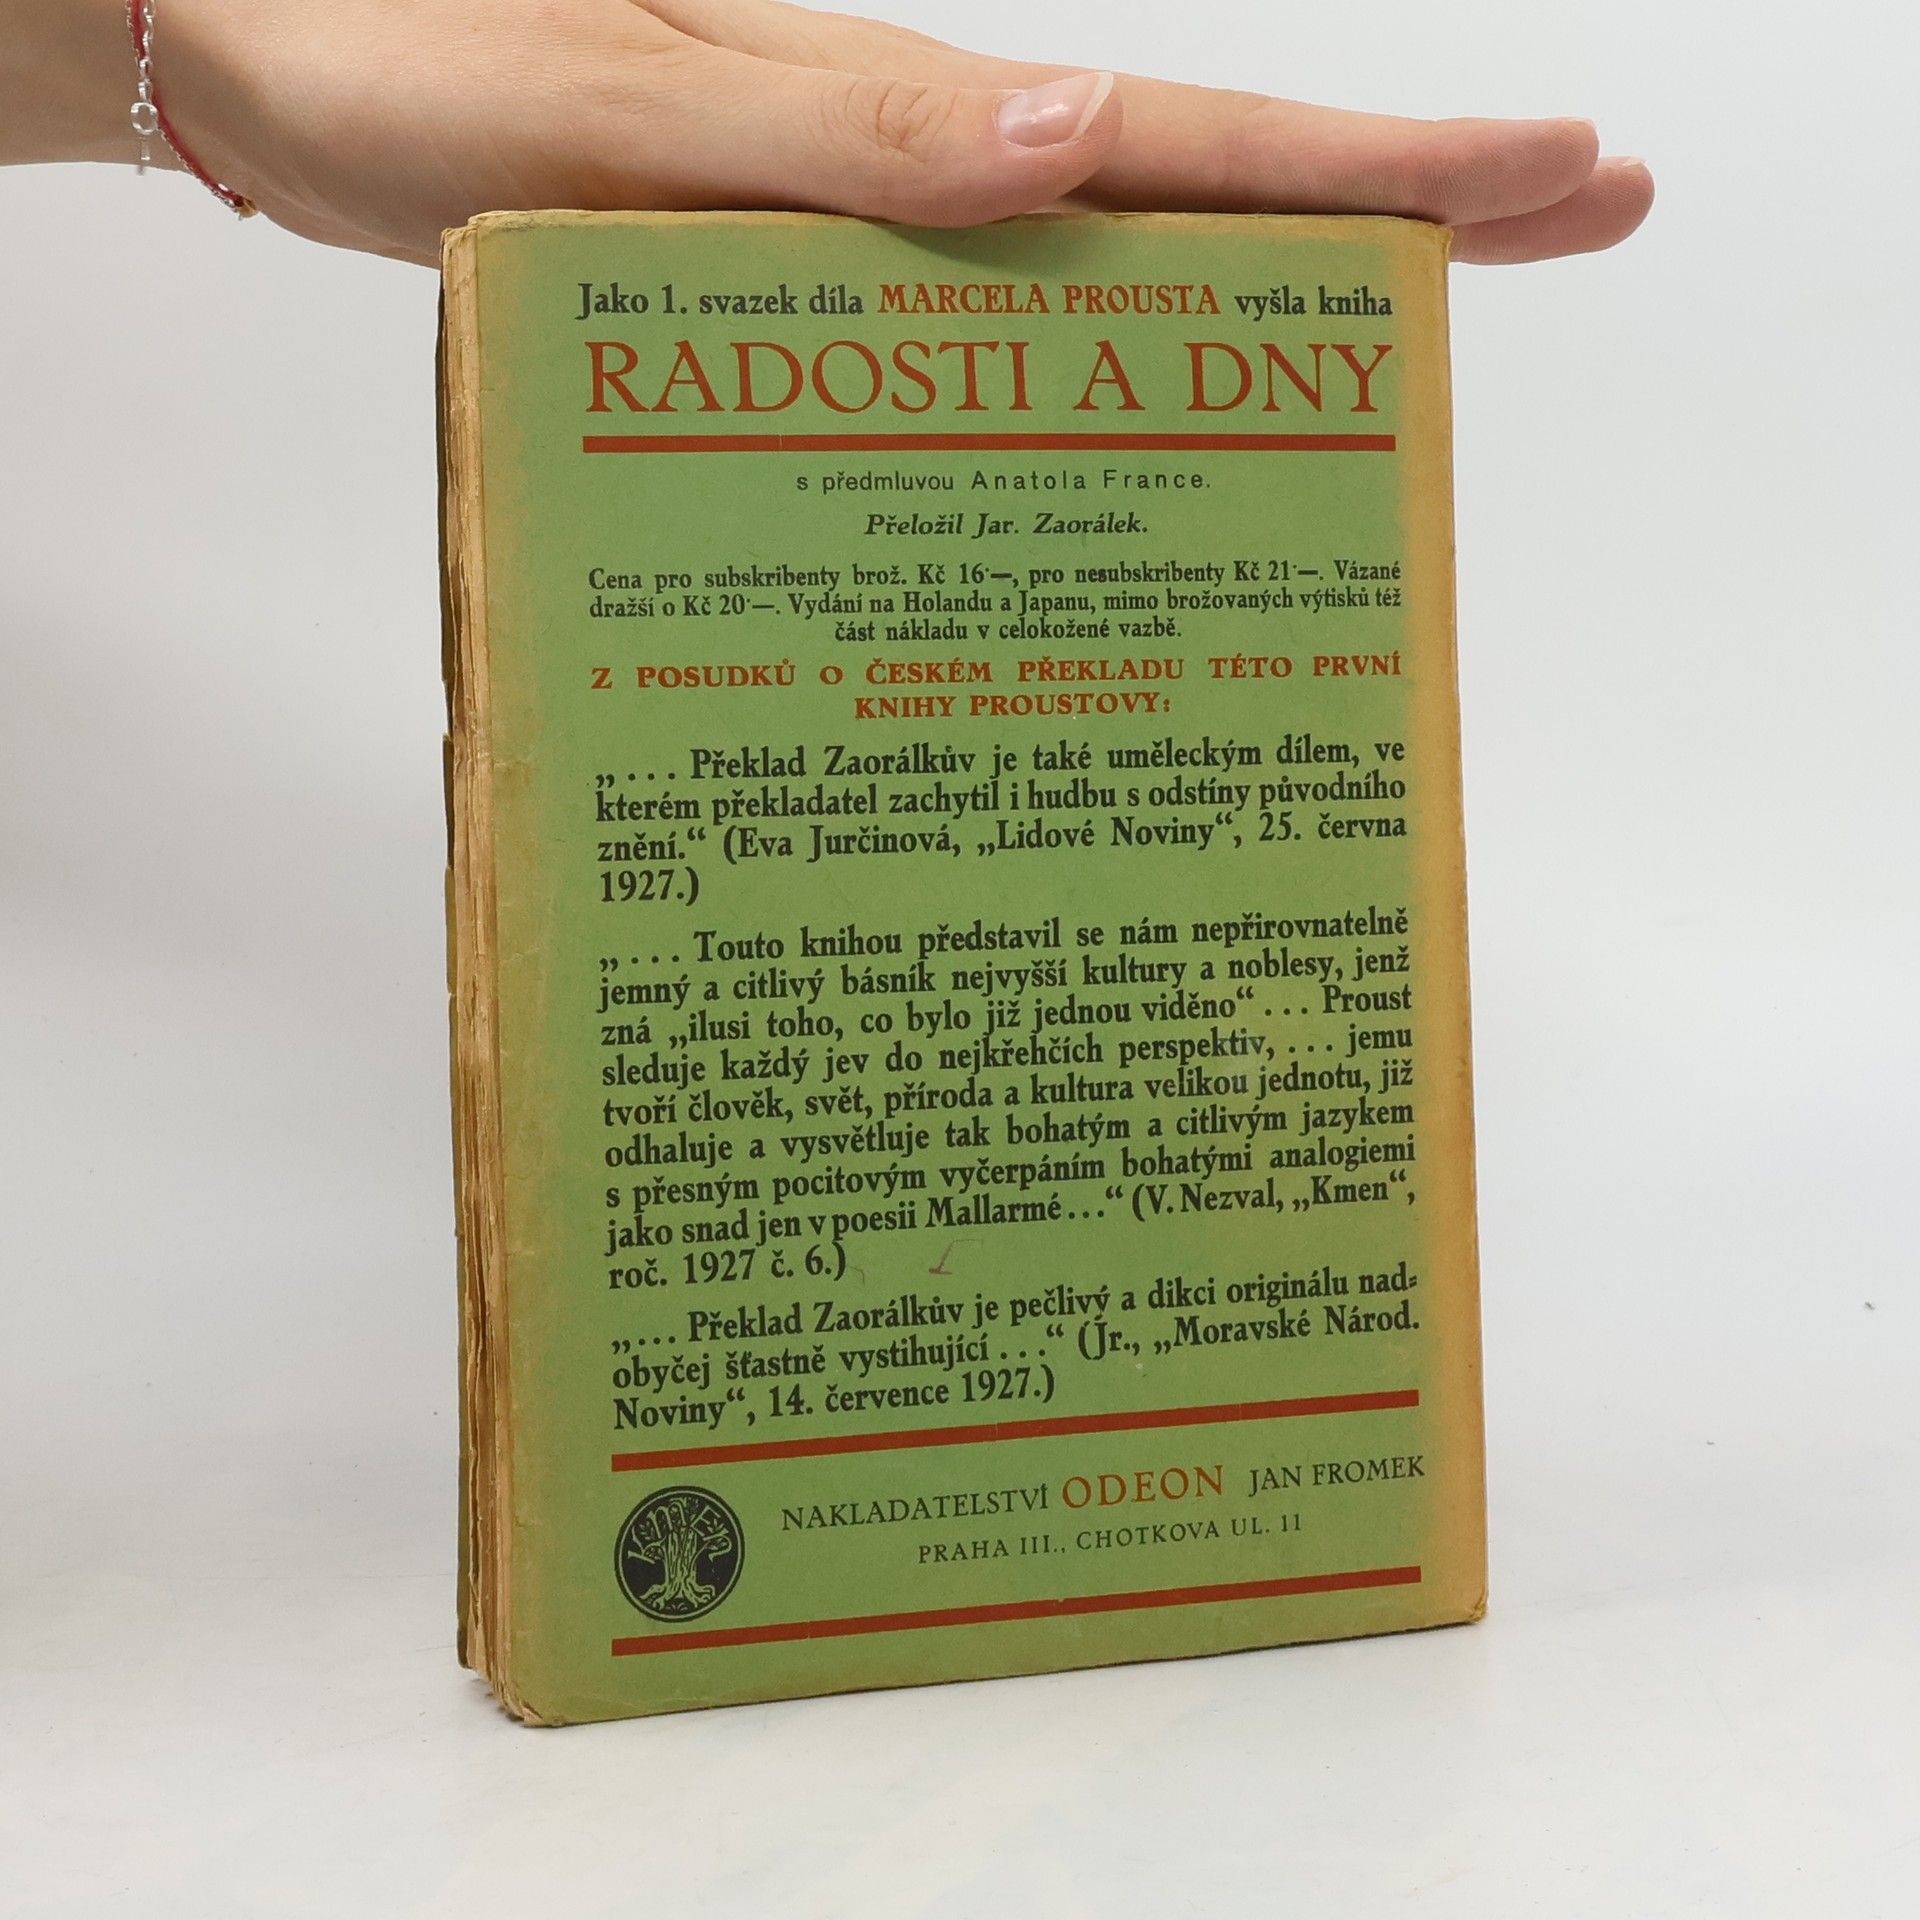 Jako 1. svazek díla MARCELA PROUSTA vyšla kniha
RADOSTI A DNY
s předmluvou Anatola France.
Přeložil Jar. Zaorálek.
Cena pro subskribenty brož. Kč 16·—, pro nesubskribenty Kč 21·—. Vázané
dražší o Kč 20·—. Vydání na Holandu a Japanu, mimo brožovaných výtisků též
část nákladu v celokožené vazbě.
Z POSUDKŮ O ČESKÉM PŘEKLADU TÉTO PRVNÍ
KNIHY PROUSTOVY:
„ . . . Překlad Zaorálkův je také uměleckým dílem, ve
kterém překladatel zachytil i hudbu s odstíny původního
znění.“ (Eva Jurčinová, „Lidové Noviny“, 25. června
1927.)
„ . . . Touto knihou představil se nám nepřirovnatelně
jemný a citlivý básník nejvyšší kultury a noblesy, jenž
zná „ilusi toho, co bylo již jednou viděno“ . . . Proust
sleduje každý jev do nejkřehčích perspektiv, . . . jemu
tvoří člověk, svět, příroda a kultura velikou jednotu, již
odhaluje a vysvětluje tak bohatým a citlivým jazykem
s přesným pocitovým vyčerpáním bohatými analogiemi
jako snad jen v poesii Mallarmé . . .“ (V. Nezval, „Kmen“,
roč. 1927 č. 6.)
„ . . . Překlad Zaorálkův je pečlivý a dikci originálu nad-
obyčej šťastně vystihující . . .“ (Jr., „Moravské Národ.
Noviny“, 14. července 1927.)
KMEN
NAKLADATELSTVÍ ODEON JAN FROMEK
PRAHA III., CHOTKOVA UL. 11